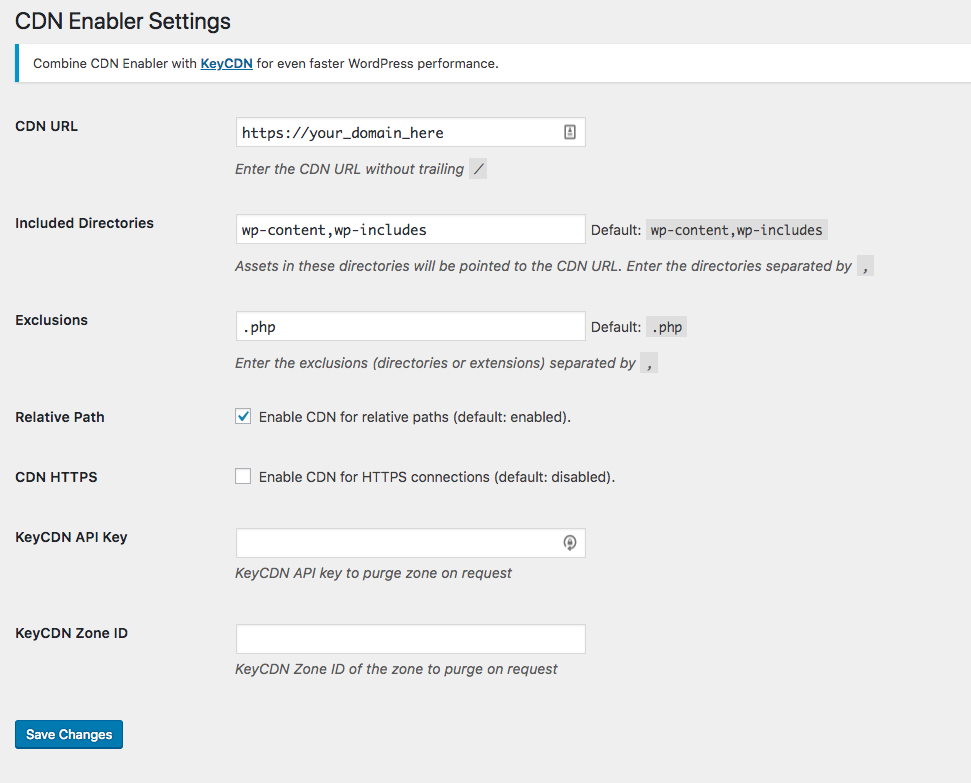 CDN Enabler Settings
Combine CDN Enabler with KeyCDN for even faster WordPress performance.
CDN URL
https://your_domain_here
Enter the CDN URL without trailing /
Included Directories
wp-content,wp-includes Default: wp-content,wp-includes
Assets in these directories will be pointed to the CDN URL. Enter the directories separated by ,
Exclusions
.php Default: .php
Enter the exclusions (directories or extensions) separated by ,
Relative Path Enable CDN for relative paths (default: enabled).
CDN HTTPS Enable CDN for HTTPS connections (default: disabled).
KeyCDN API Key
KeyCDN API key to purge zone on request
KeyCDN Zone ID
KeyCDN Zone ID of the zone to purge on request
Save Changes